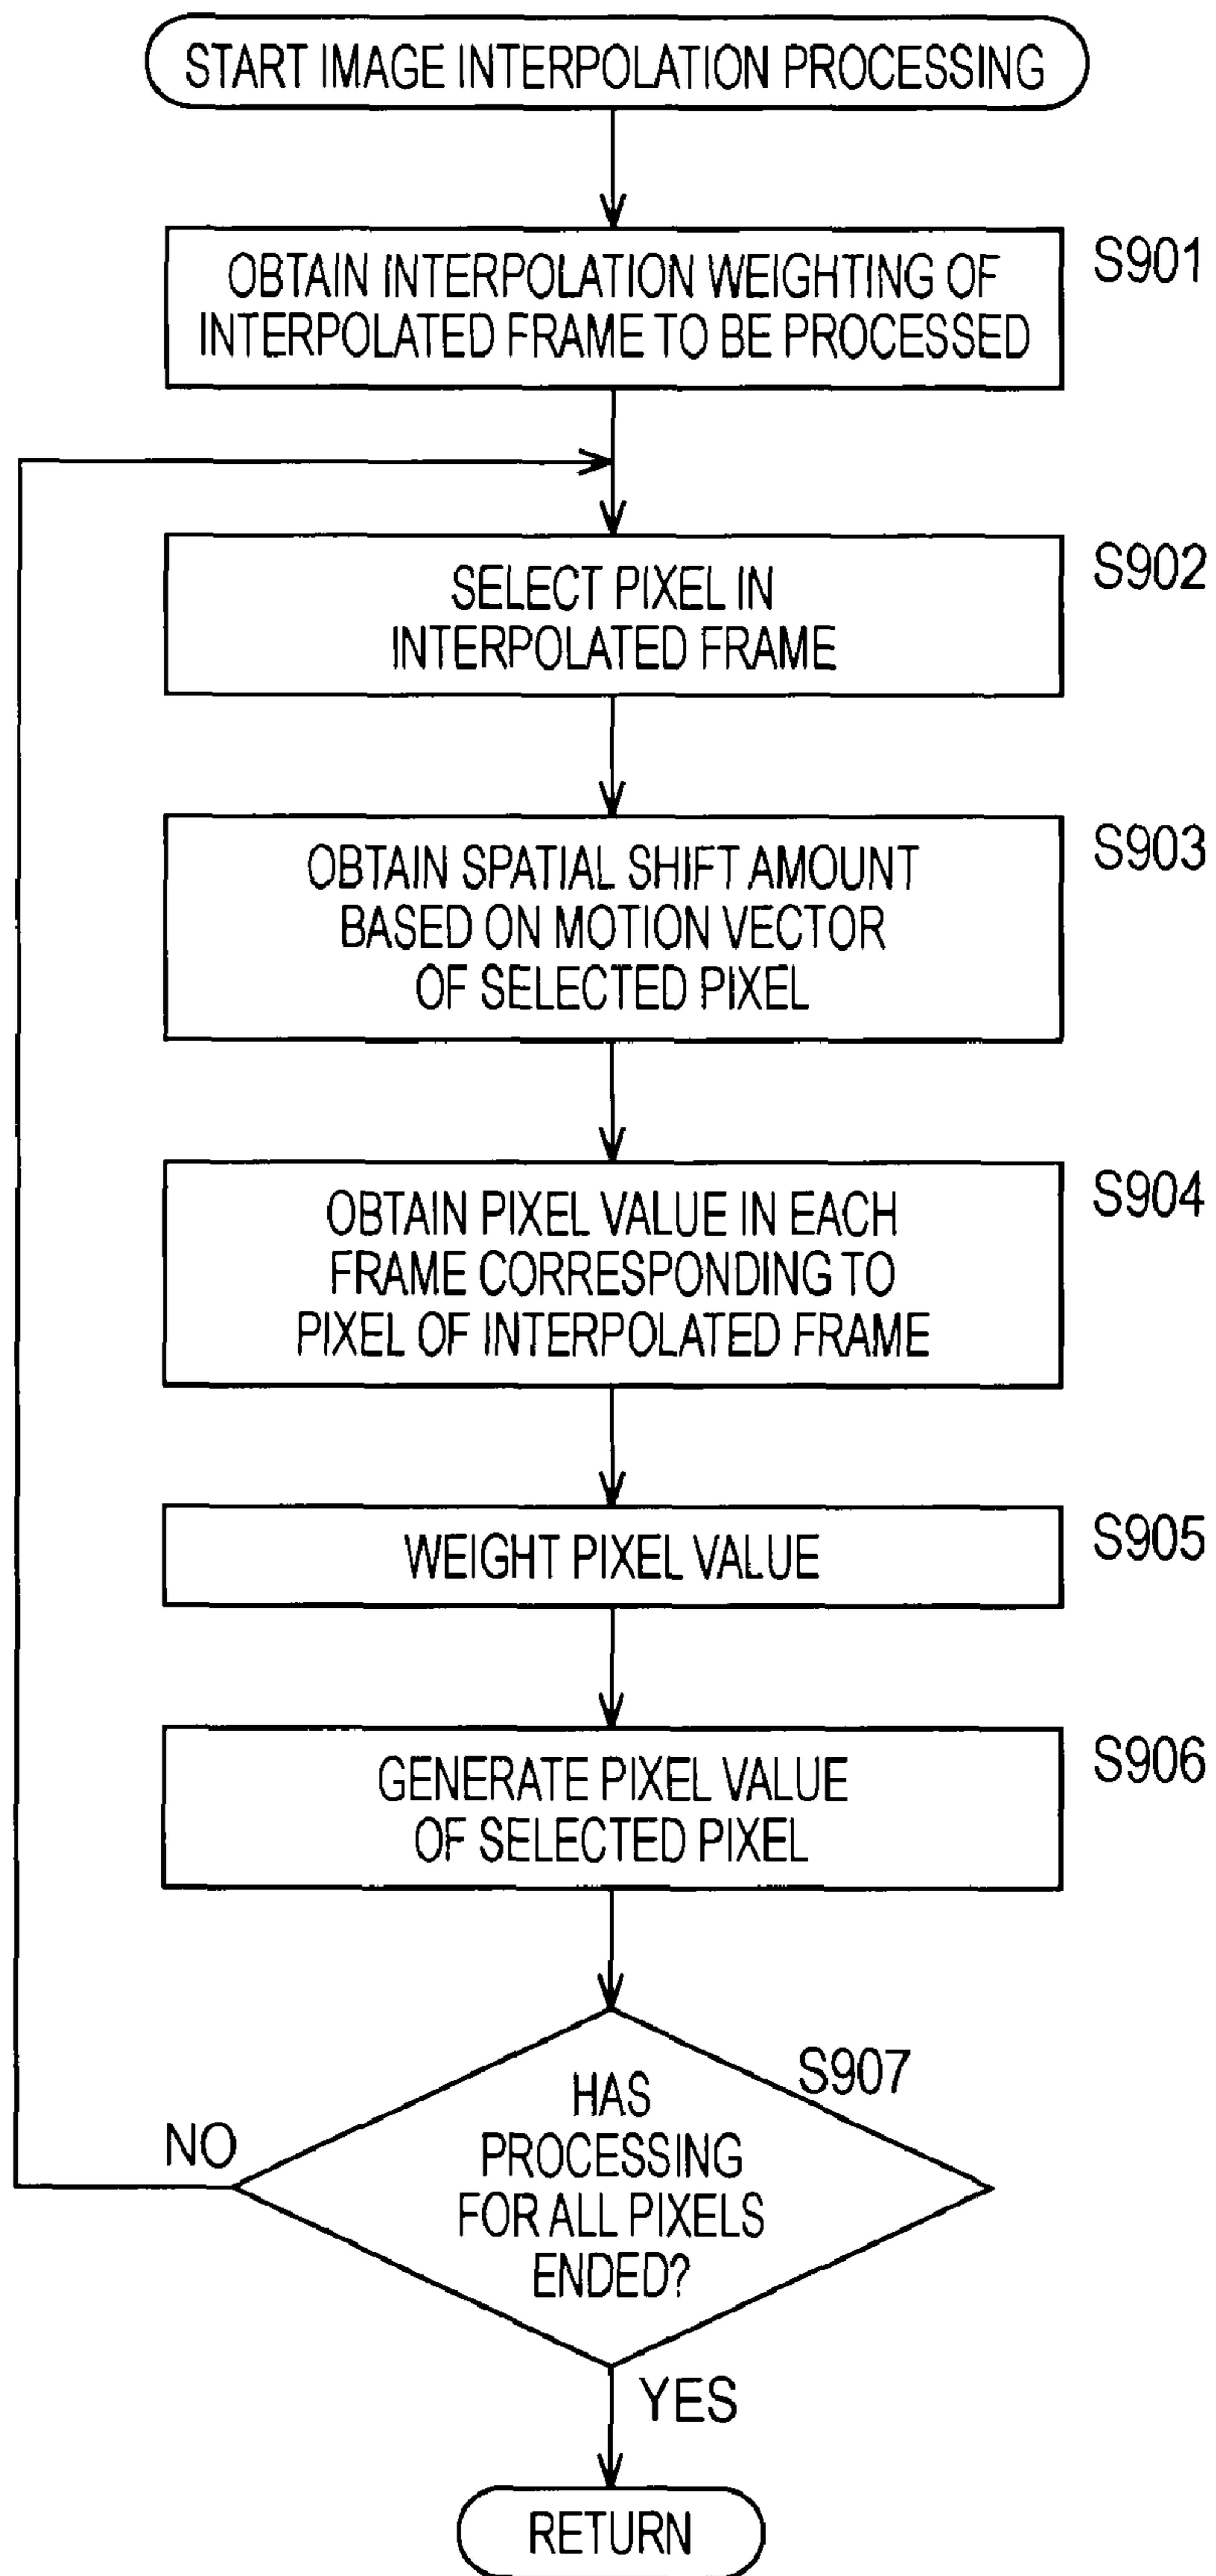 START IMAGE INTERPOLATION PROCESSING
OBTAIN INTERPOLATION WEIGHTING OF
INTERPOLATED FRAME TO BE PROCESSED
S901
SELECT PIXEL IN
INTERPOLATED FRAME
S902
OBTAIN SPATIAL SHIFT AMOUNT
BASED ON MOTION VECTOR
OF SELECTED PIXEL
S903
OBTAIN PIXEL VALUE IN EACH
FRAME CORRESPONDING TO
PIXEL OF INTERPOLATED FRAME
S904
WEIGHT PIXEL VALUE
S905
GENERATE PIXEL VALUE
OF SELECTED PIXEL
S906
S907
HAS
PROCESSING
FOR ALL PIXELS
ENDED?
NO
YES
RETURN